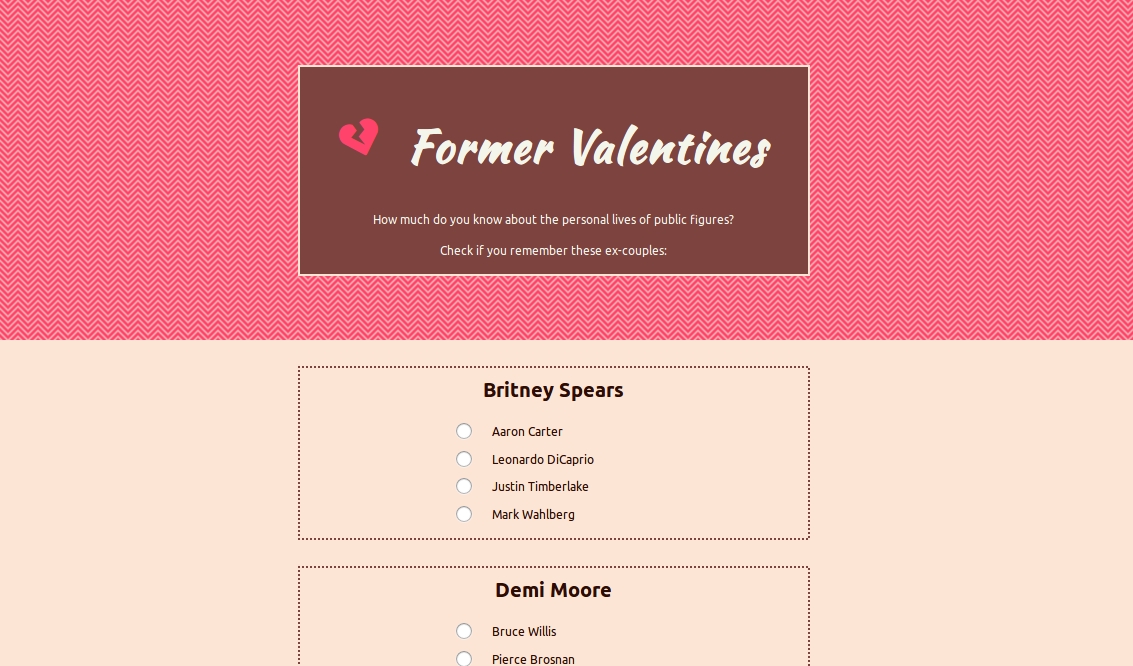 Former Valentines
How much do you know about the personal lives of public figures?
Check if you remember these ex-couples:
Britney Spears
Aaron Carter
Leonardo DiCaprio
Justin Timberlake
Mark Wahlberg
Demi Moore
Bruce Willis
Pierce Brosnan